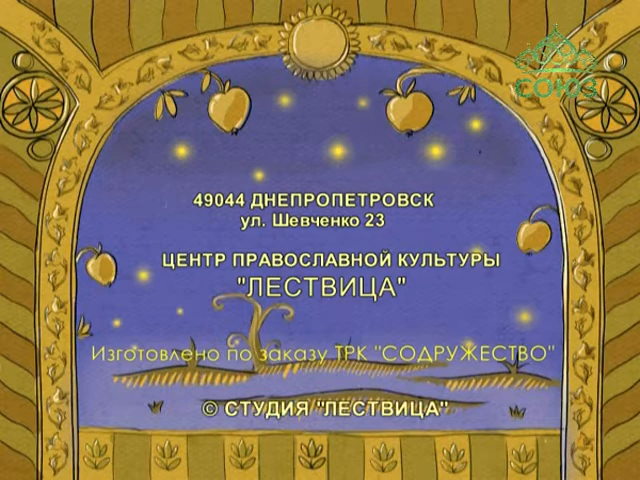 СОЮЗ
49044 ДНЕПРОПЕТРОВСК
ул. Шевченко 23
ЦЕНТР ПРАВОСЛАВНОЙ КУЛЬТУРЫ
"ЛЕСТВИЦА"
Изготовлено по заказу ТРК "СОДРУЖЕСТВО"
© СТУДИЯ "ЛЕСТВИЦА"